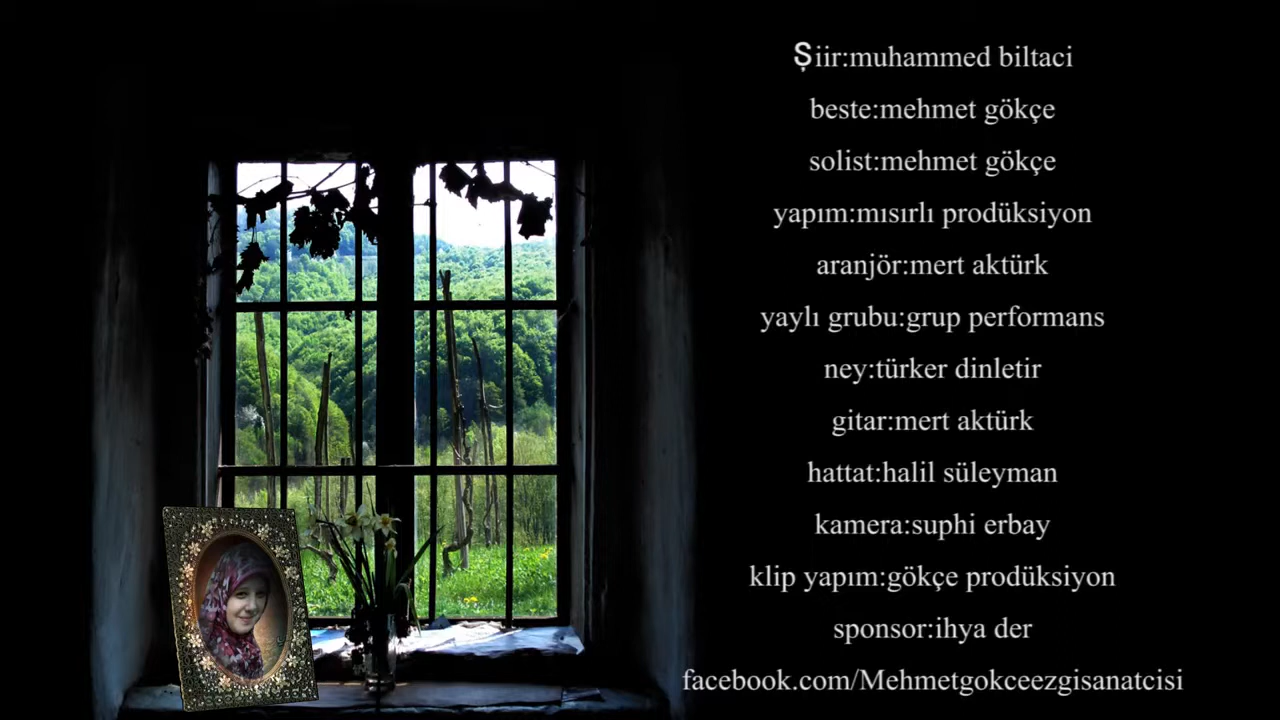 Şiir:muhammed biltaci
beste:mehmet gökçe
solist:mehmet gökçe
yapım:mısırlı prodüksiyon
aranjör:mert aktürk
yaylı grubu:grup performans
ney:türker dinletir
gitar:mert aktürk
hattat:halil süleyman
kamera:suphi erbay
klip yapım:gökçe prodüksiyon
sponsor:ihya der
facebook.com/Mehmetgokceezgisanatcisi